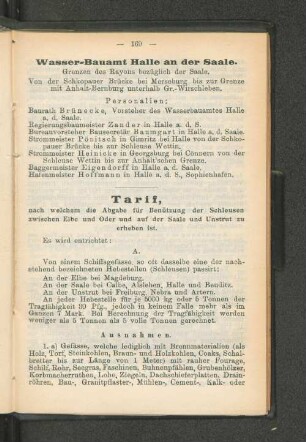 — 169 —
Wasser-Bauamt Halle an der Saale.
Grenzen des Rayons bezüglich der Saale.
Von der Schkopauer Brücke bei Merseburg bis zur Grenze
mit Anhalt-Bernburg unterhalb Gr.-Wirschleben.
Personalien:
Baurath Brünecke, Vorsteher des Wasserbauamtes Halle
a. d. Saale.
Regierungsbaumeister Zander in Halle a. d. S.
Bureauvorsteher Bausecretär Baumgart in Halle a. d. Saale.
Strommeister Pönitsch in Gimritz bei Halle von der Schko-
pauer Brücke bis zur Schleuse Wettin,
Strommeister Heinicke in Georgsburg bei Cönnern von der
Schleuse Wettin bis zur Anhalt'schen Grenze.
Baggermeister Eigendorff in Halle a. d. Saale,
Hafenmeister Hoffmann in Halle a. d. S., Sophienhafen.
Tarif,
nach welchem die Abgabe für Benützung der Schleusen
zwischen Elbe und Oder und auf der Saale und Unstrut zu
erheben ist.
Es wird entrichtet:
A.
Von einem Schiffsgefässe, so oft dasselbe eine der nach-
stehend bezeichneten Hebestellen (Schleusen) passirt:
An der Elbe bei Magdeburg,
An der Saale bei Calbe, Alsleben, Halle und Beuditz.
An der Unstrut bei Freiburg, Nebra und Artern.
An jeder Hebestelle für je 5000 kg oder 5 Tonnen der
Tragfähigkeit 10 Pfg., jedoch in keinem Falle mehr als im
Ganzen 7 Mark. Bei Berechnung der Tragfähigkeit werden
weniger als 5 Tonnen als 5 volle Tonnen gerechnet.
Ausnahmen.
1. a) Gefässe, welche lediglich mit Brennmaterialien (als
Holz, Torf, Steinkohlen, Braun- und Holzkohlen, Coaks, Schal-
bretter bis zur Länge von 1 Meter) mit rauher Fourage,
Schilf, Rohr, Seegras, Faschinen, Buhnenpfählen, Grubenhölzer,
Korbmacherruthen, Lohe, Ziegeln, Dachschiefersteinen, Drain-
röhren, Bau-, Granitpflaster-, Mühlen-, Cement-, Kalk- oder